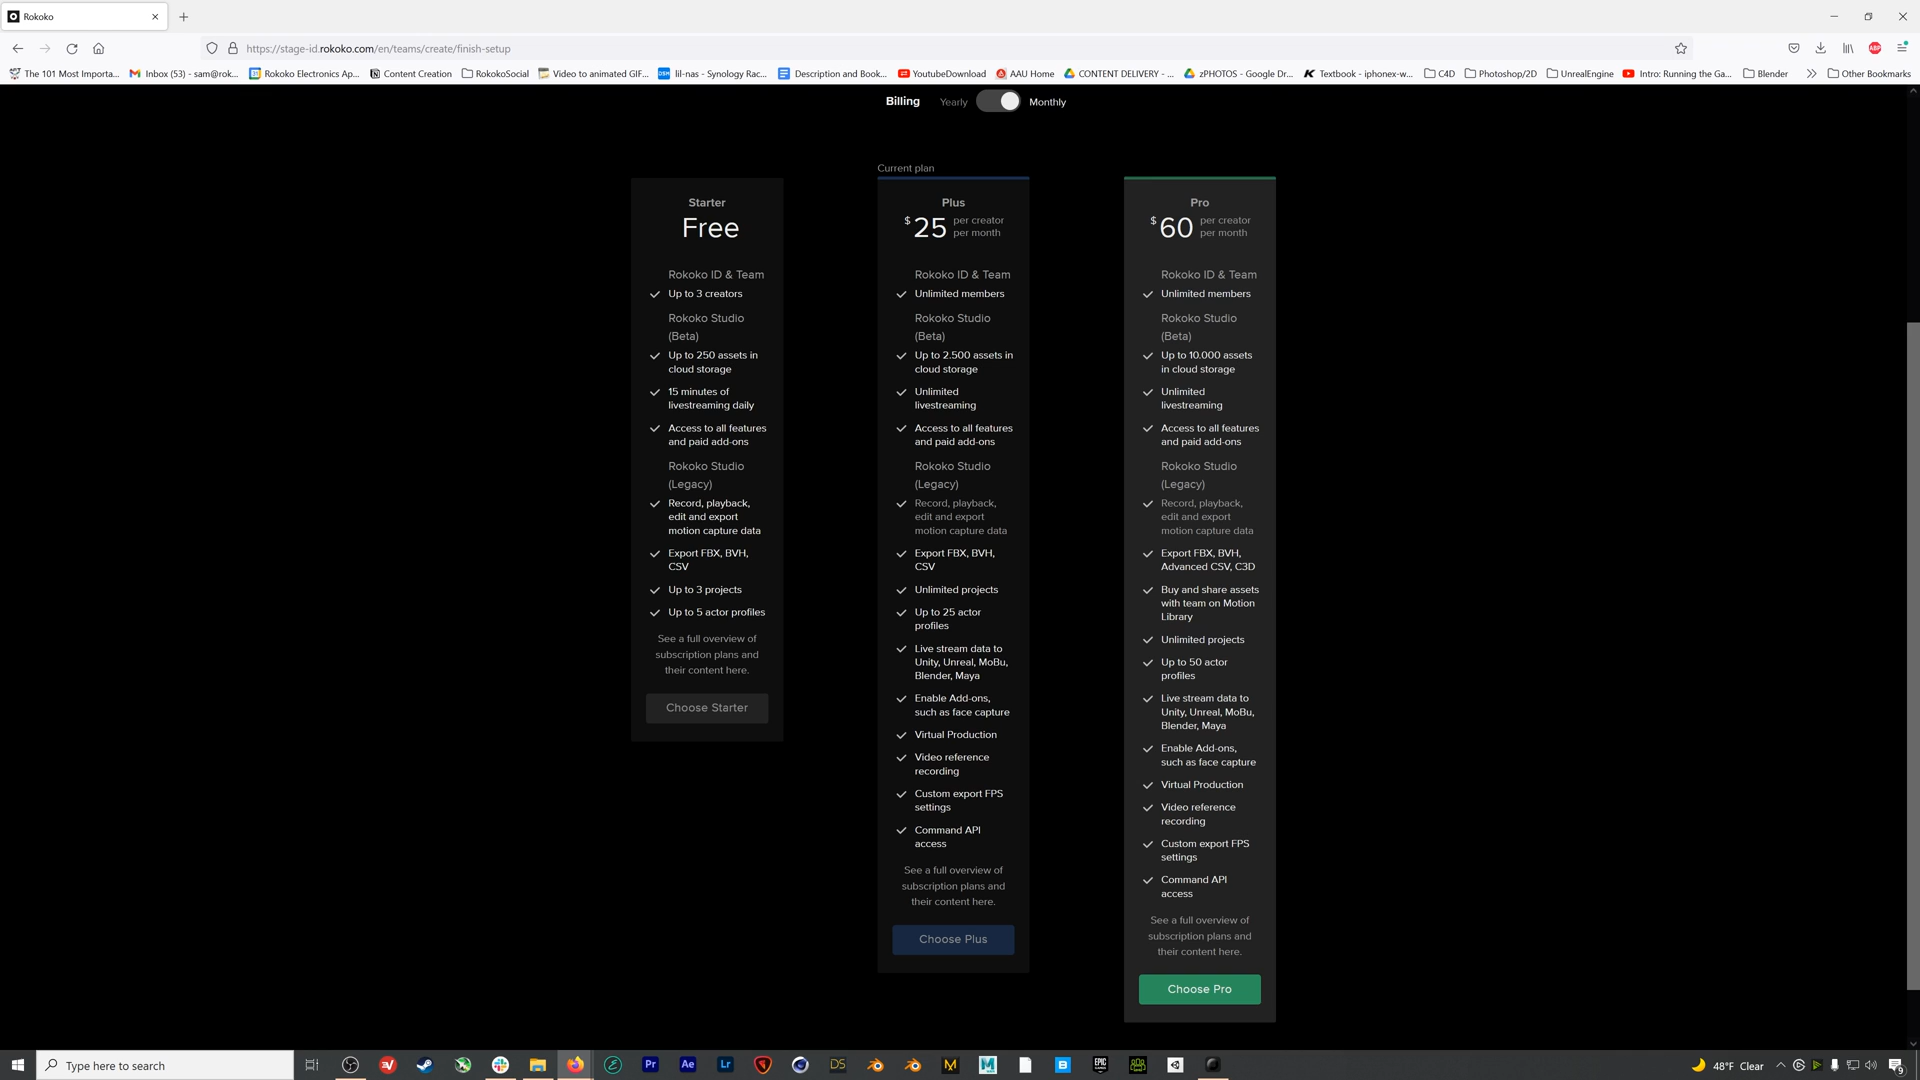 Rokoko
https://stage-id.rokoko.com/en/teams/create/finish-setup
The 101 Most Importa...
Inbox (53) - sam@rok...
Rokoko Electronics Ap...
Content Creation
RokokoSocial
Video to animated GIF...
lil-nas - Synology Rac...
Description and Book...
YoutubeDownload
AAU Home
CONTENT DELIVERY - ...
zPHOTOS - Google Dr...
Textbook - iphonex-w...
C4D
Photoshop/2D
UnrealEngine
Intro: Running the Ga...
Blender
Other Bookmarks
Billing Yearly Monthly
Starter
Free
Rokoko ID & Team
Up to 3 creators
Rokoko Studio
(Beta)
Up to 250 assets in
cloud storage
15 minutes of
livestreaming daily
Access to all features
and paid add-ons
Rokoko Studio
(Legacy)
Record, playback,
edit and export
motion capture data
Export FBX, BVH,
CSV
Up to 3 projects
Up to 5 actor profiles
See a full overview of
subscription plans and
their content here.
Choose Starter
Current plan
Plus
$ 25 per creator
per month
Rokoko ID & Team
Unlimited members
Rokoko Studio
(Beta)
Up to 2.500 assets in
cloud storage
Unlimited
livestreaming
Access to all features
and paid add-ons
Rokoko Studio
(Legacy)
Record, playback,
edit and export
motion capture data
Export FBX, BVH,
CSV
Unlimited projects
Up to 25 actor
profiles
Live stream data to
Unity, Unreal, MoBu,
Blender, Maya
Enable Add-ons,
such as face capture
Virtual Production
Video reference
recording
Custom export FPS
settings
Command API
access
See a full overview of
subscription plans and
their content here.
Choose Plus
Pro
$ 60 per creator
per month
Rokoko ID & Team
Unlimited members
Rokoko Studio
(Beta)
Up to 10.000 assets
in cloud storage
Unlimited
livestreaming
Access to all features
and paid add-ons
Rokoko Studio
(Legacy)
Record, playback,
edit and export
motion capture data
Export FBX, BVH,
Advanced CSV, C3D
Buy and share assets
with team on Motion
Library
Unlimited projects
Up to 50 actor
profiles
Live stream data to
Unity, Unreal, MoBu,
Blender, Maya
Enable Add-ons,
such as face capture
Virtual Production
Video reference
recording
Custom export FPS
settings
Command API
access
See a full overview of
subscription plans and
their content here.
Choose Pro
Type here to search
Pr
Ae
Lr
DS
48°F Clear